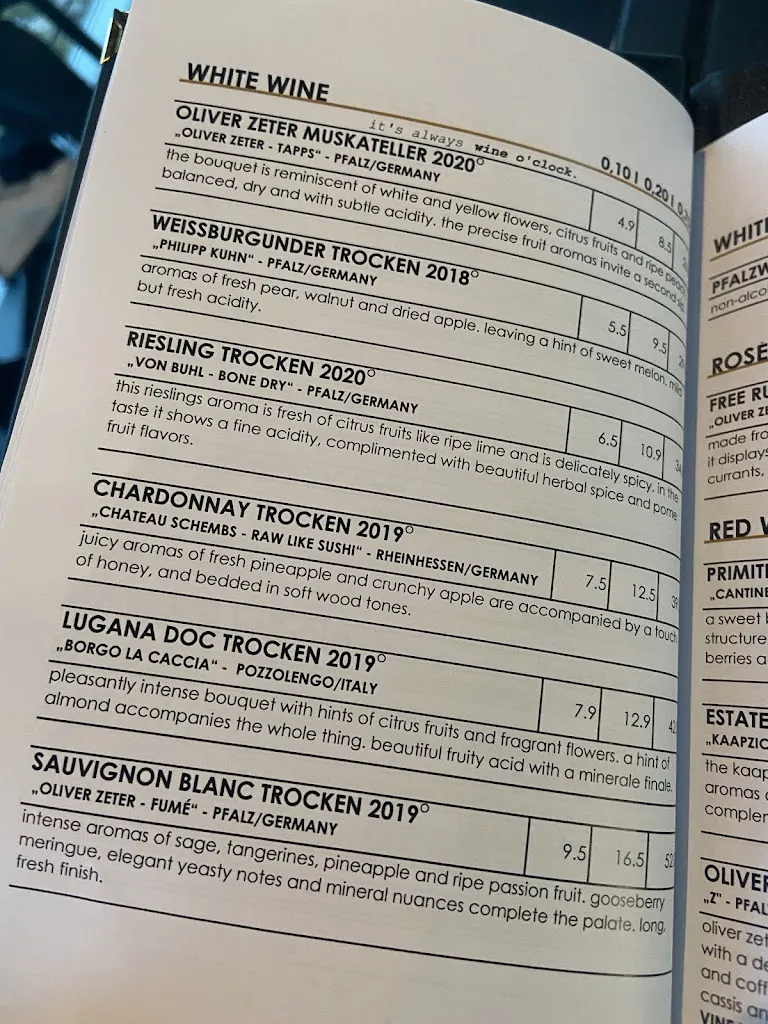 WHITE WINE
it's always wine o'clock.
0,10 l 0,20 l
OLIVER ZETER MUSKATELLER 2020°
„OLIVER ZETER - TAPPS“ - PFALZ/GERMANY
4.9 8.5
the bouquet is reminiscent of white and yellow flowers, citrus fruits and ripe
balanced, dry and with subtle acidity. the precise fruit aromas invite a second
WEISSBURGUNDER TROCKEN 2018°
„PHILIPP KUHN“ - PFALZ/GERMANY
5.5 9.5
aromas of fresh pear, walnut and dried apple. leaving a hint of sweet melon, mild
but fresh acidity.
RIESLING TROCKEN 2020°
„VON BUHL - BONE DRY“ - PFALZ/GERMANY
6.5 10.9
this rieslings aroma is fresh of citrus fruits like ripe lime and is delicately spicy. in the
taste it shows a fine acidity, complimented with beautiful herbal spice and pome
fruit flavors.
CHARDONNAY TROCKEN 2019°
„CHATEAU SCHEMBS - RAW LIKE SUSHI“ - RHEINHESSEN/GERMANY
7.5 12.5
juicy aromas of fresh pineapple and crunchy apple are accompanied by a touch
of honey, and bedded in soft wood tones.
LUGANA DOC TROCKEN 2019°
„BORGO LA CACCIA“ - POZZOLENGO/ITALY
7.9 12.9
pleasantly intense bouquet with hints of citrus fruits and fragrant flowers. a hint of
almond accompanies the whole thing. beautiful fruity acid with a minerale finale.
SAUVIGNON BLANC TROCKEN 2019°
„OLIVER ZETER - FUMÉ“ - PFALZ/GERMANY
9.5 16.5 52
intense aromas of sage, tangerines, pineapple and ripe passion fruit. gooseberry
meringue, elegant yeasty notes and mineral nuances complete the palate. long,
fresh finish.
WHIT
PFALZW
non-alco
ROSÉ
FREE RU
„OLIVER ZE
made fro
it displays
currants,
RED
PRIMITI
„CANTINE
a sweet
structure
berries a
ESTATE
„KAAPZIC
the kaap
aromas
complem
OLIVER
„Z" - PFAL
oliver zet
with a de
and coff
cassis an